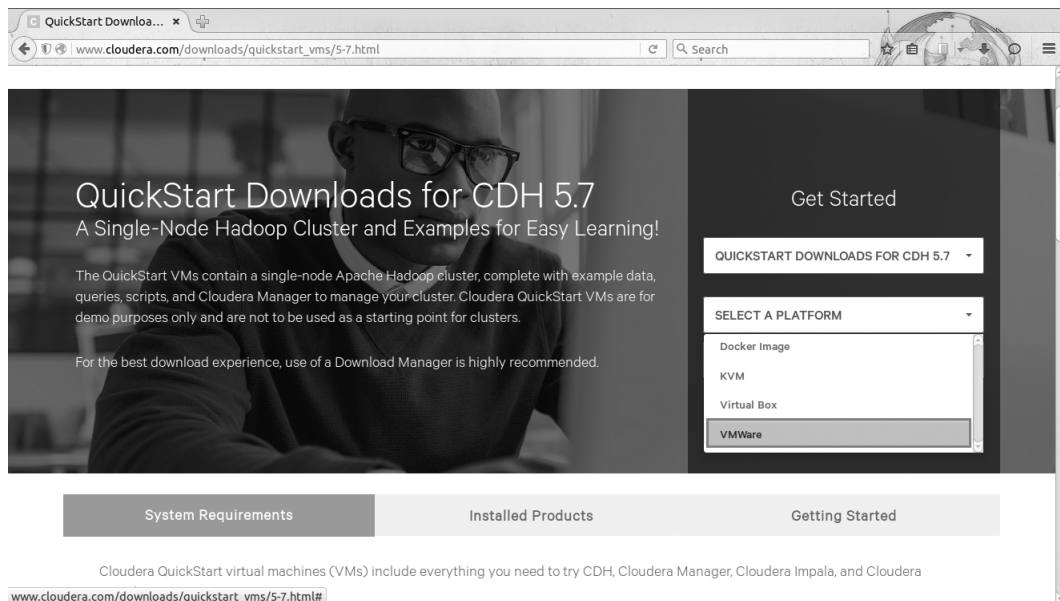 QuickStart Downloa...
www.cloudera.com/downloads/quickstart_vms/5-7.html
Search
QuickStart Downloads for CDH 5.7
A Single-Node Hadoop Cluster and Examples for Easy Learning!
The QuickStart VMs contain a single-node Apache Hadoop cluster, complete with example data,
queries, scripts, and Cloudera Manager to manage your cluster. Cloudera QuickStart VMs are for
demo purposes only and are not to be used as a starting point for clusters.
For the best download experience, use of a Download Manager is highly recommended.
Get Started
QUICKSTART DOWNLOADS FOR CDH 5.7
SELECT A PLATFORM
Docker Image
KVM
Virtual Box
VMWare
System Requirements
Installed Products
Getting Started
Cloudera QuickStart virtual machines (VMs) include everything you need to try CDH, Cloudera Manager, Cloudera Impala, and Cloudera
www.cloudera.com/downloads/quickstart_vms/5-7.html#